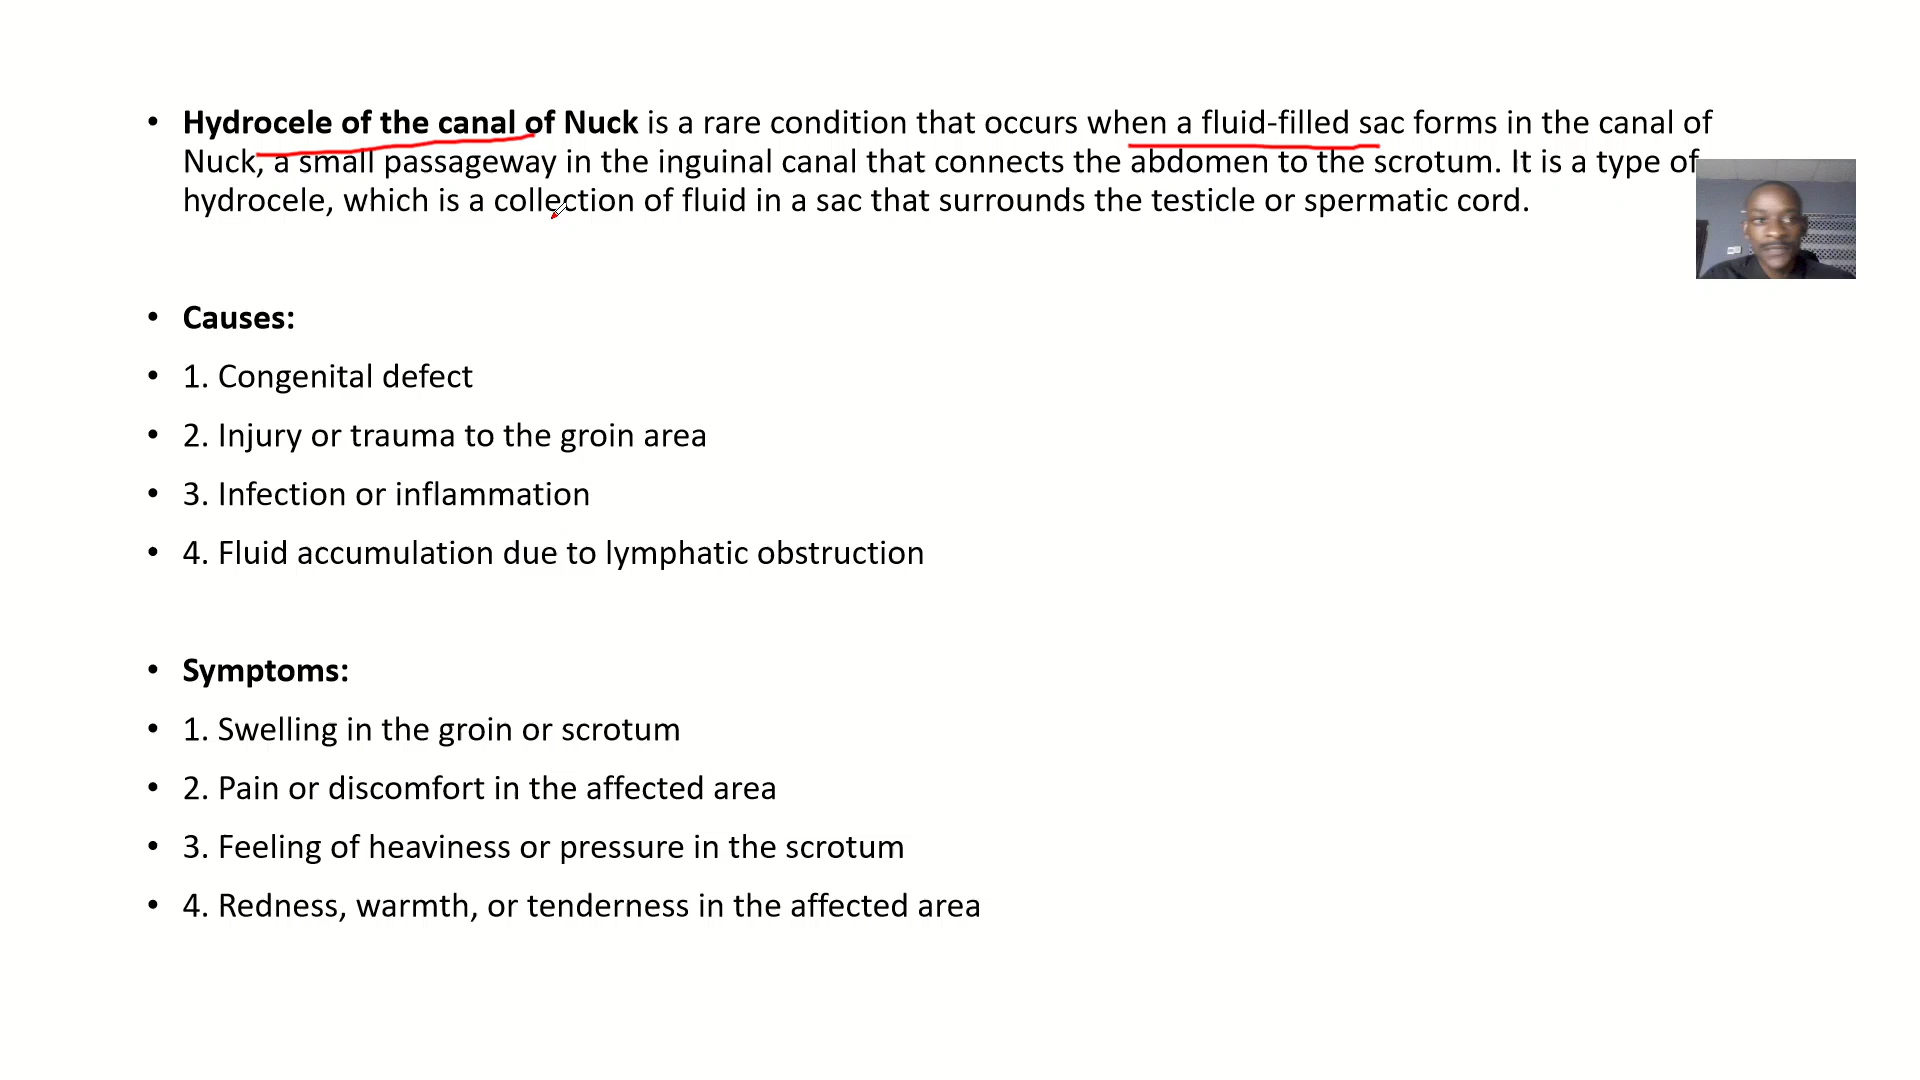 • Hydrocele of the canal of Nuck is a rare condition that occurs when a fluid-filled sac forms in the canal of
Nuck, a small passageway in the inguinal canal that connects the abdomen to the scrotum. It is a type of
hydrocele, which is a collection of fluid in a sac that surrounds the testicle or spermatic cord.
• Causes:
• 1. Congenital defect
• 2. Injury or trauma to the groin area
• 3. Infection or inflammation
• 4. Fluid accumulation due to lymphatic obstruction
• Symptoms:
• 1. Swelling in the groin or scrotum
• 2. Pain or discomfort in the affected area
• 3. Feeling of heaviness or pressure in the scrotum
• 4. Redness, warmth, or tenderness in the affected area